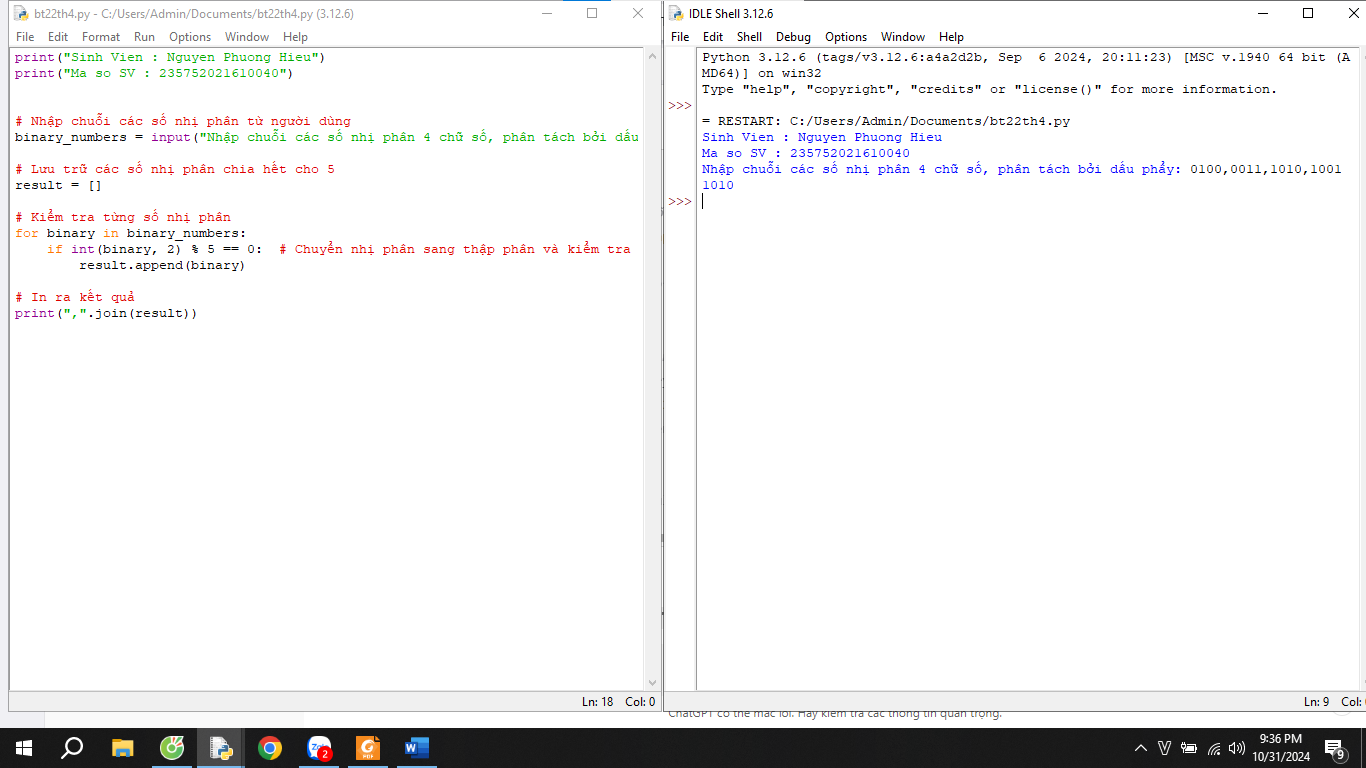 bt22th4.py - C:/Users/Admin/Documents/bt22th4.py (3.12.6)
File Edit Format Run Options Window Help
print("Sinh Vien : Nguyen Phuong Hieu")
print("Ma so SV : 235752021610040")
# Nhập chuỗi các số nhị phân từ người dùng
binary_numbers = input("Nhập chuỗi các số nhị phân 4 chữ số, phân tách bởi dấu
# Lưu trữ các số nhị phân chia hết cho 5
result = []
# Kiểm tra từng số nhị phân
for binary in binary_numbers:
    if int(binary, 2) % 5 == 0:  # Chuyển nhị phân sang thập phân và kiểm tra
        result.append(binary)
# In ra kết quả
print(",".join(result))
Ln: 18 Col: 0
IDLE Shell 3.12.6
File Edit Shell Debug Options Window Help
Python 3.12.6 (tags/v3.12.6:a4a2d2b, Sep  6 2024, 20:11:23) [MSC v.1940 64 bit (A
MD64)] on win32
Type "help", "copyright", "credits" or "license()" for more information.
>>>
= RESTART: C:/Users/Admin/Documents/bt22th4.py
Sinh Vien : Nguyen Phuong Hieu
Ma so SV : 235752021610040
Nhập chuỗi các số nhị phân 4 chữ số, phân tách bởi dấu phẩy: 0100,0011,1010,1001
1010
>>>
Ln: 9 Col:
ChatGPT có thể mắc lỗi. Hãy kiểm tra các thông tin quan trọng.
Zalo
2
PDF
W
V
9:36 PM
10/31/2024
9